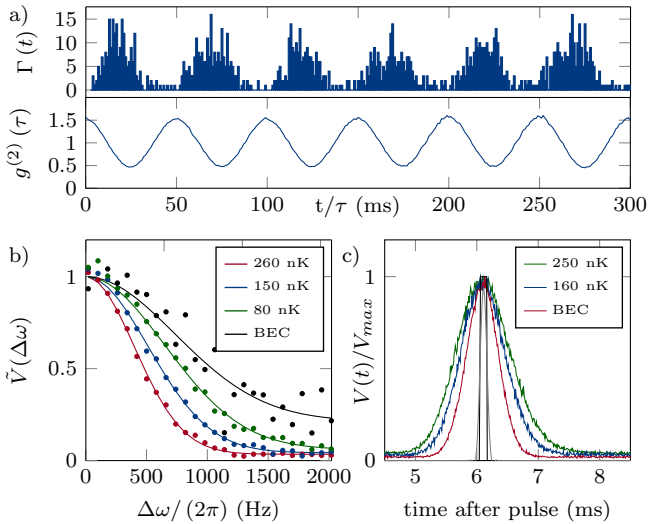 a)
Γ(t)
15
10
5
0
g⁽²⁾(τ)
1.5
1
0.5
0
0 50 100 150 200 250 300
t/τ (ms)
b)
Ṽ(Δω)
1
0.5
0
260 nK
150 nK
80 nK
BEC
0 500 1000 1500 2000
Δω/(2π) (Hz)
c)
V(t)/V_max
1
0
250 nK
160 nK
BEC
5 6 7 8
time after pulse (ms)